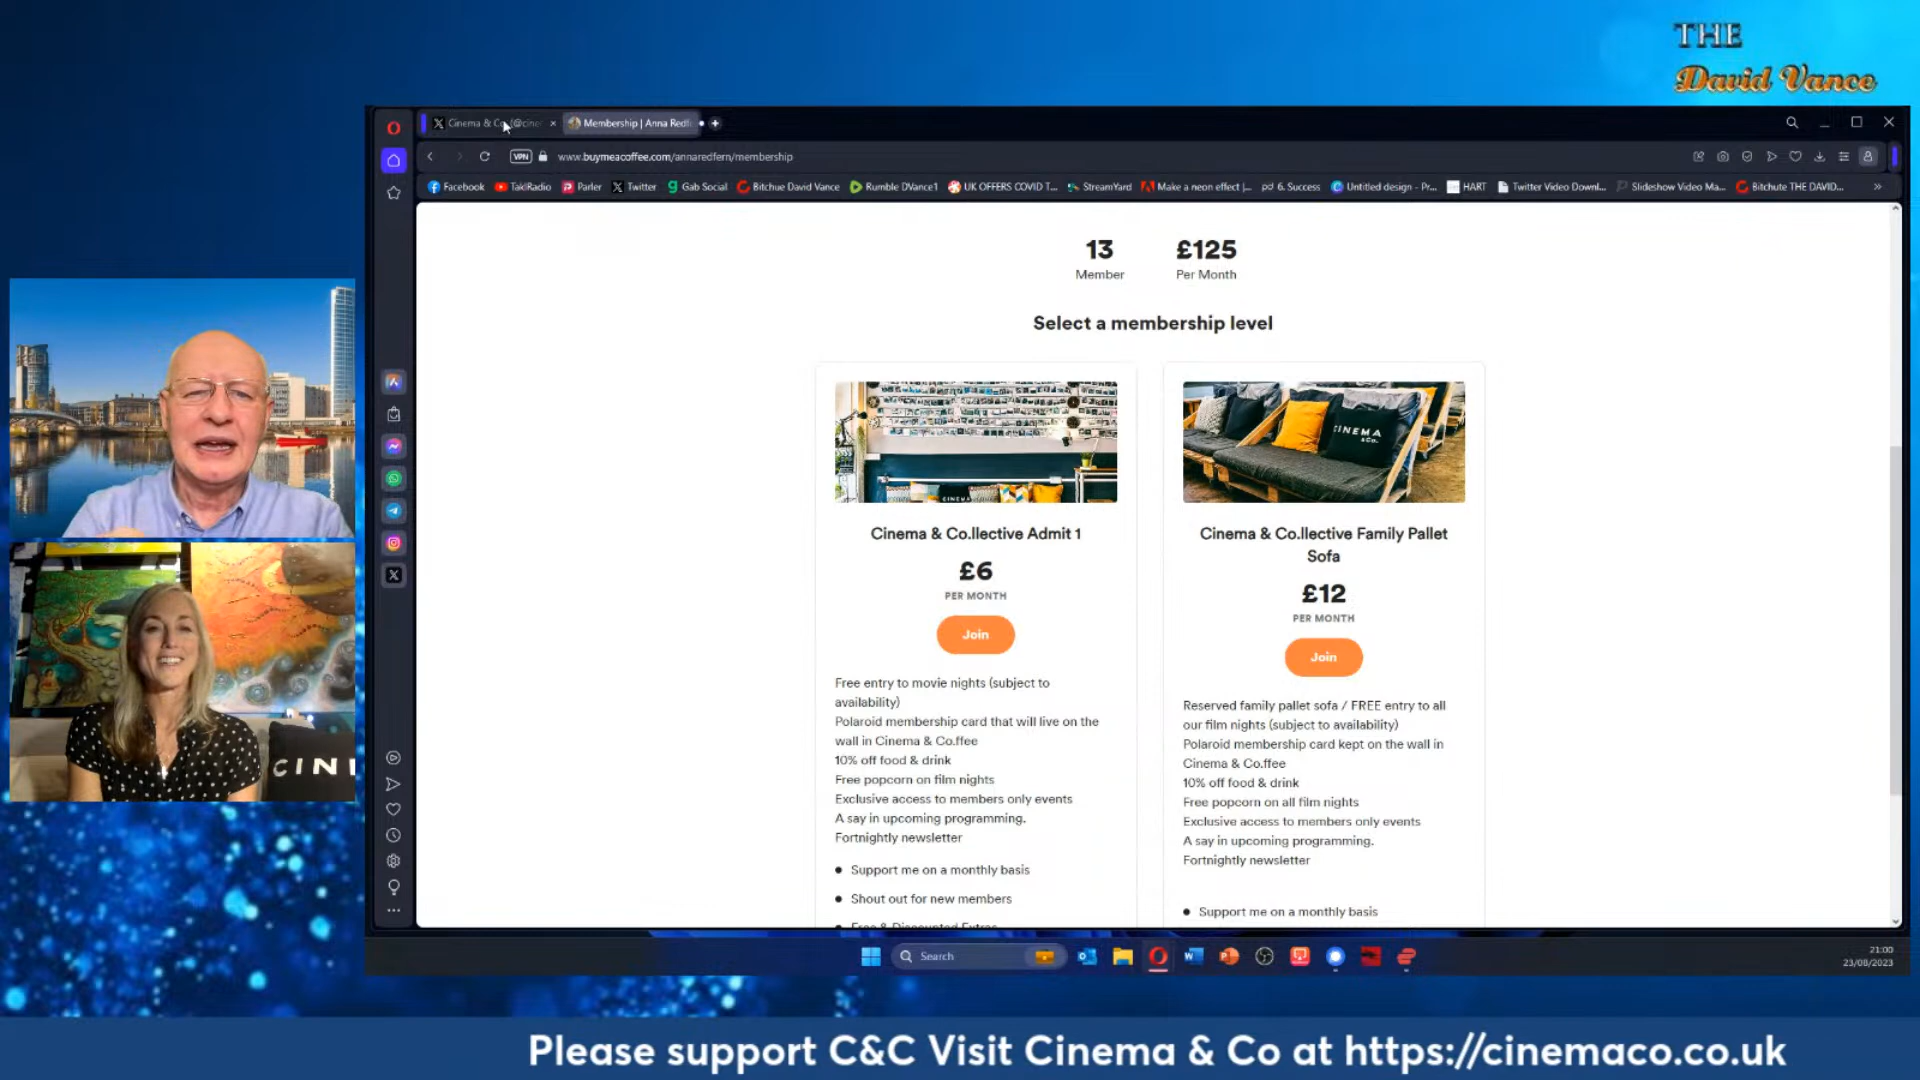 THE
David Vance
Cinema & Co (@cine
Membership | Anna Redf
VPN
www.buymeacoffee.com/annaredfern/membership
Facebook
TalkRadio
Parler
Twitter
Gab Social
Bitchue David Vance
Rumble DVance1
UK OFFERS COVID T...
StreamYard
Make a neon effect |...
6. Success
Untitled design - Pr...
HART
Twitter Video Downl...
Slideshow Video Ma...
Bitchute THE DAVID...
13
£125
Member
Per Month
Select a membership level
CINEMA
&Co.
CINEMA
Cinema & Co.llective Admit 1
£6
PER MONTH
Join
Free entry to movie nights (subject to
availability)
Polaroid membership card that will live on the
wall in Cinema & Co.ffee
10% off food & drink
Free popcorn on film nights
Exclusive access to members only events
A say in upcoming programming.
Fortnightly newsletter
Support me on a monthly basis
Shout out for new members
Free & Discounted Extras
Cinema & Co.llective Family Pallet
Sofa
£12
PER MONTH
Join
Reserved family pallet sofa / FREE entry to all
our film nights (subject to availability)
Polaroid membership card kept on the wall in
Cinema & Co.ffee
10% off food & drink
Free popcorn on all film nights
Exclusive access to members only events
A say in upcoming programming.
Fortnightly newsletter
Support me on a monthly basis
CINE
Search
21:00
23/08/2023
Please support C&C Visit Cinema & Co at https://cinemaco.co.uk